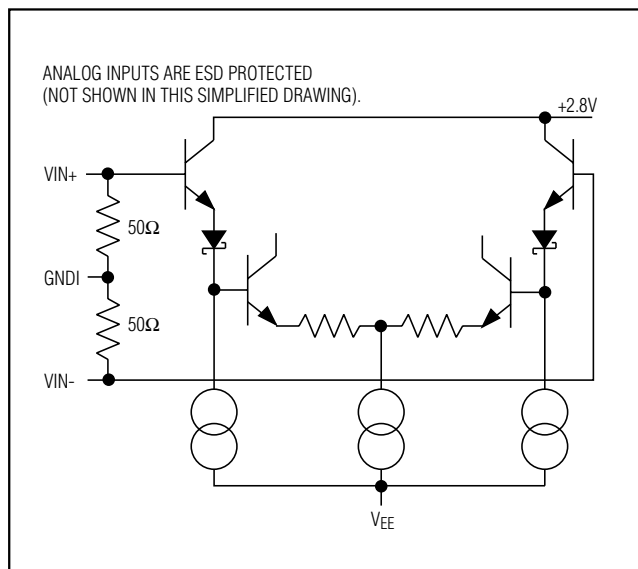 ANALOG INPUTS ARE ESD PROTECTED
(NOT SHOWN IN THIS SIMPLIFIED DRAWING).
+2.8V
VIN+
50Ω
GNDI
50Ω
VIN-
VEE